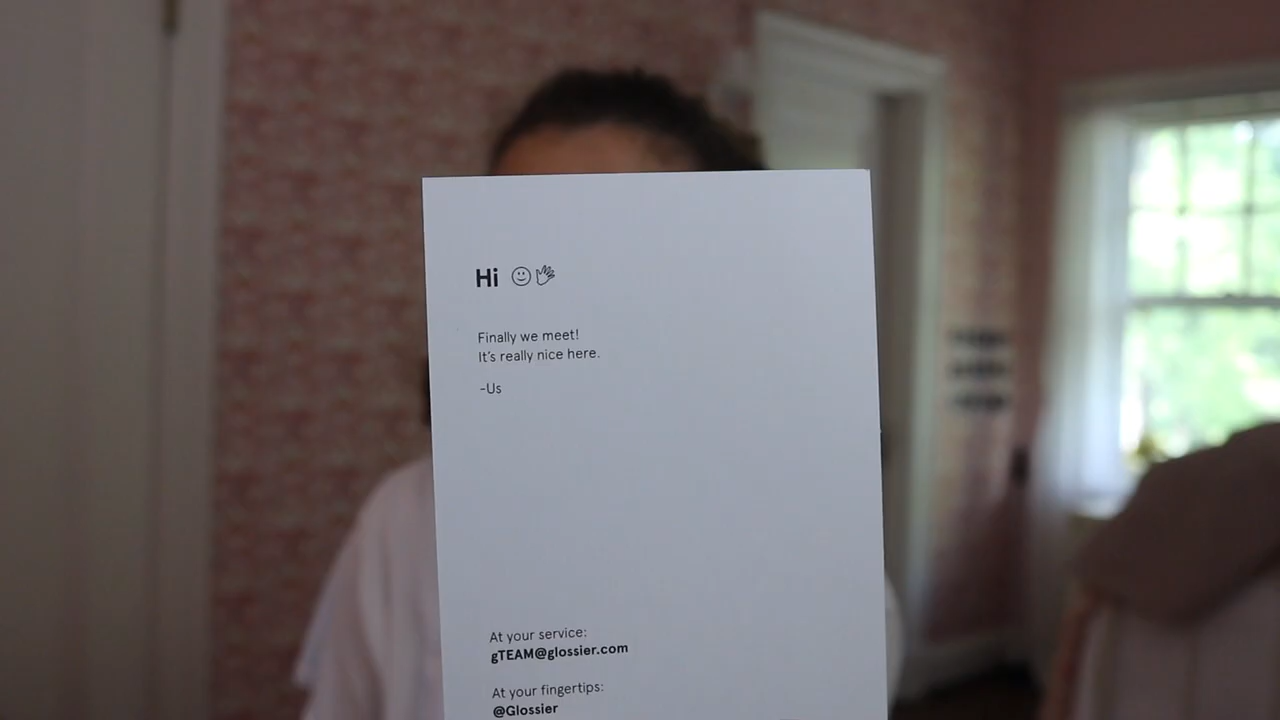 Hi ☺👋
Finally we meet!
It's really nice here.
-Us
At your service:
gTEAM@glossier.com
At your fingertips:
@Glossier